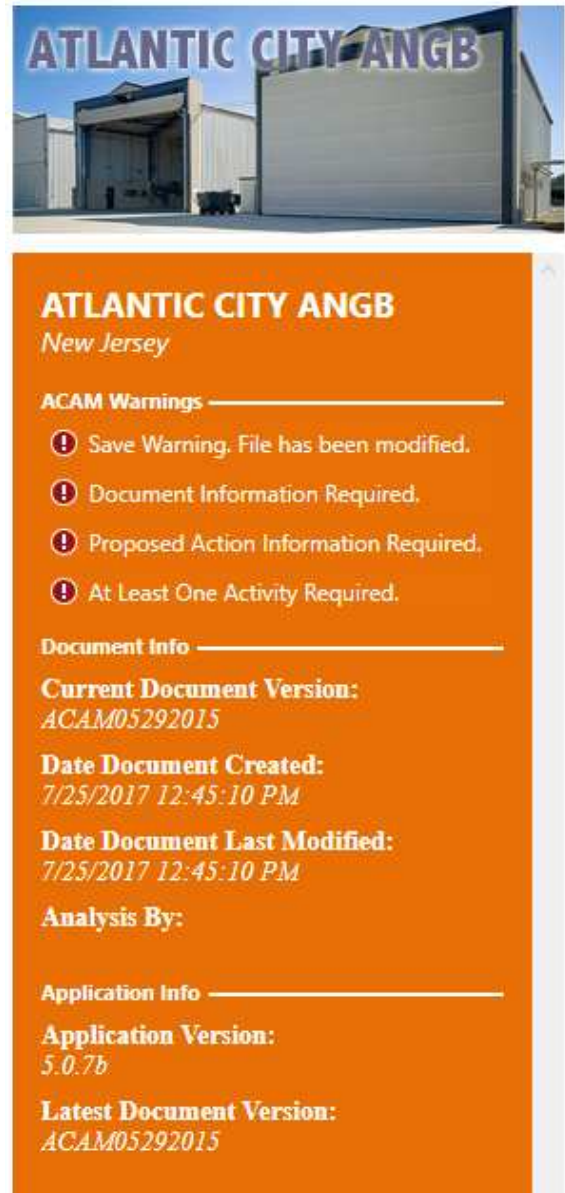 ATLANTIC CITY ANGB
ATLANTIC CITY ANGB
New Jersey
ACAM Warnings
Save Warning. File has been modified.
Document Information Required.
Proposed Action Information Required.
At Least One Activity Required.
Document Info
Current Document Version:
ACAM05292015
Date Document Created:
7/25/2017 12:45:10 PM
Date Document Last Modified:
7/25/2017 12:45:10 PM
Analysis By:
Application Info
Application Version:
5.0.7b
Latest Document Version:
ACAM05292015